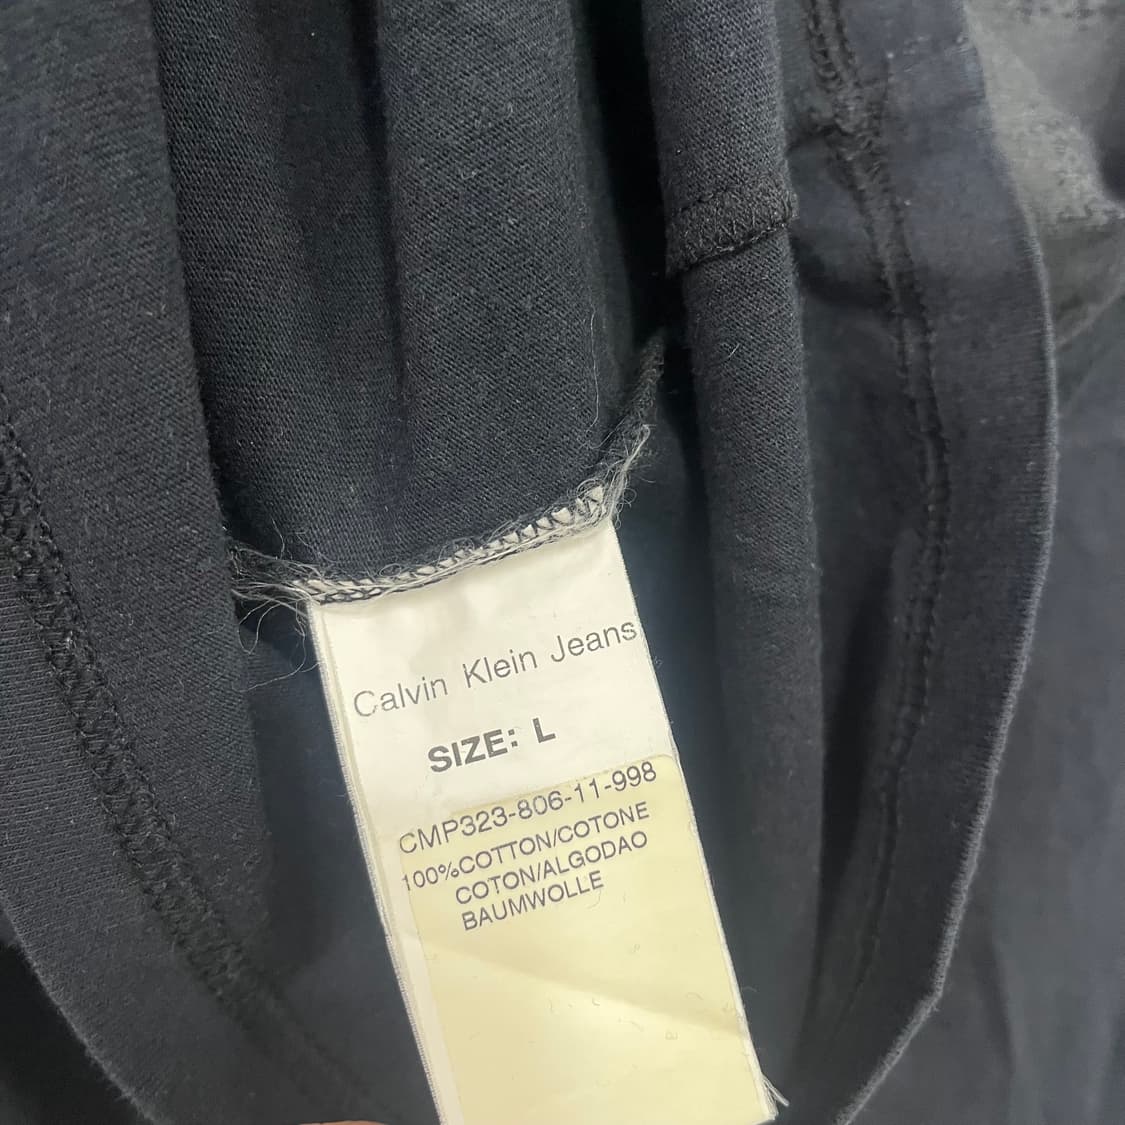 Calvin Klein Jeans
SIZE: L
CMP323-806-11-998
100%COTTON/COTONE
COTON/ALGODAO
BAUMWOLLE